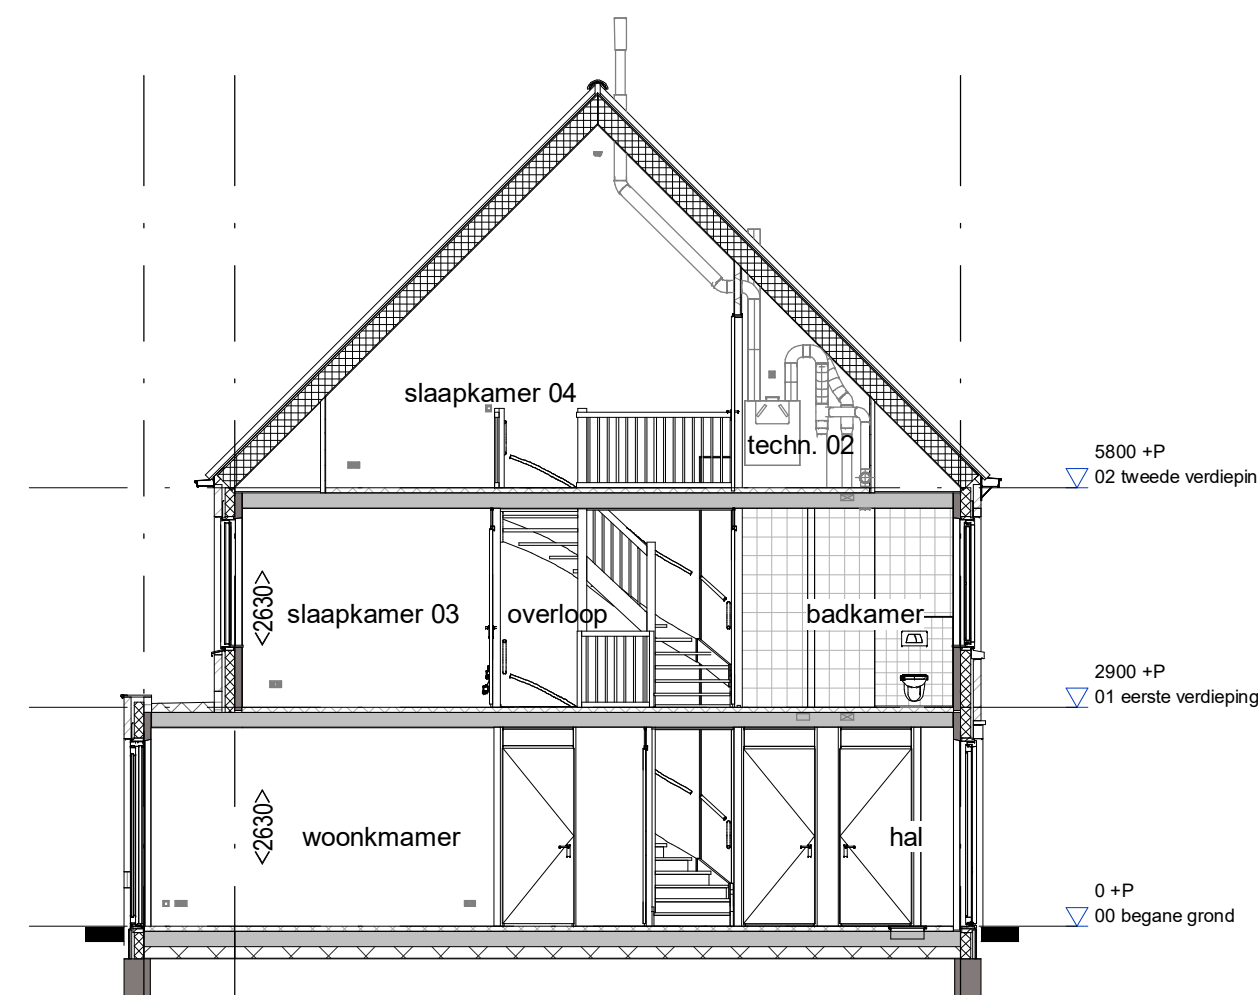 slaapkamer 04
techn. 02
5800 +P
02 tweede verdiepin
<2630>
slaapkamer 03
overloop
badkamer
2900 +P
01 eerste verdieping
<2630>
woonkmamer
hal
0 +P
00 begane grond